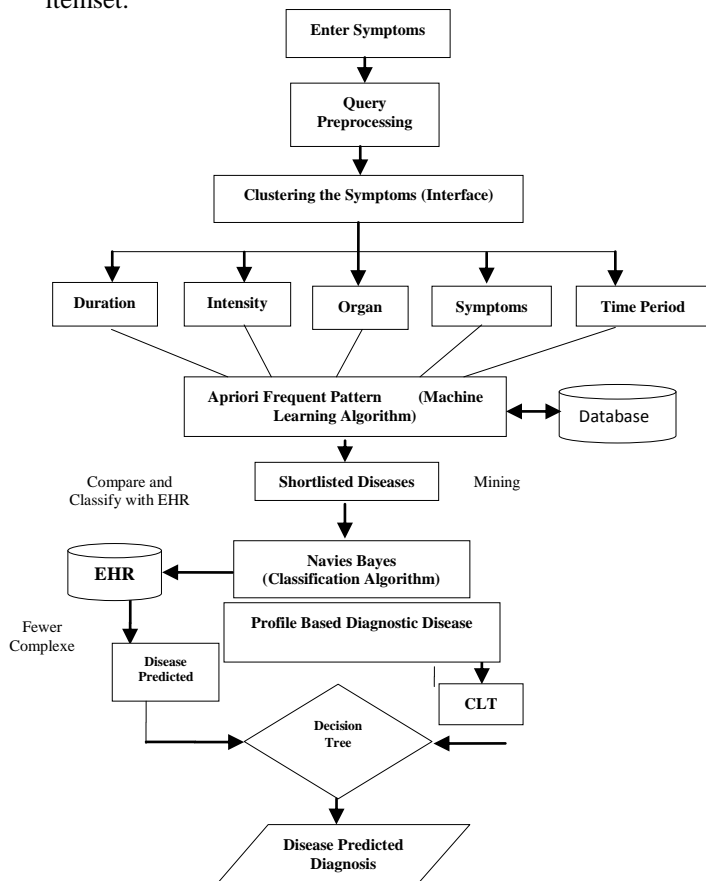 itemset.
Enter Symptoms
Query
Preprocessing
Clustering the Symptoms (Interface)
Duration
Intensity
Organ
Symptoms
Time Period
Apriori Frequent Pattern (Machine
Learning Algorithm)
Database
Compare and
Classify with EHR
Shortlisted Diseases
Mining
EHR
Navies Bayes
(Classification Algorithm)
Fewer
Complexe
Profile Based Diagnostic Disease
Disease
Predicted
CLT
Decision
Tree
Disease Predicted
Diagnosis